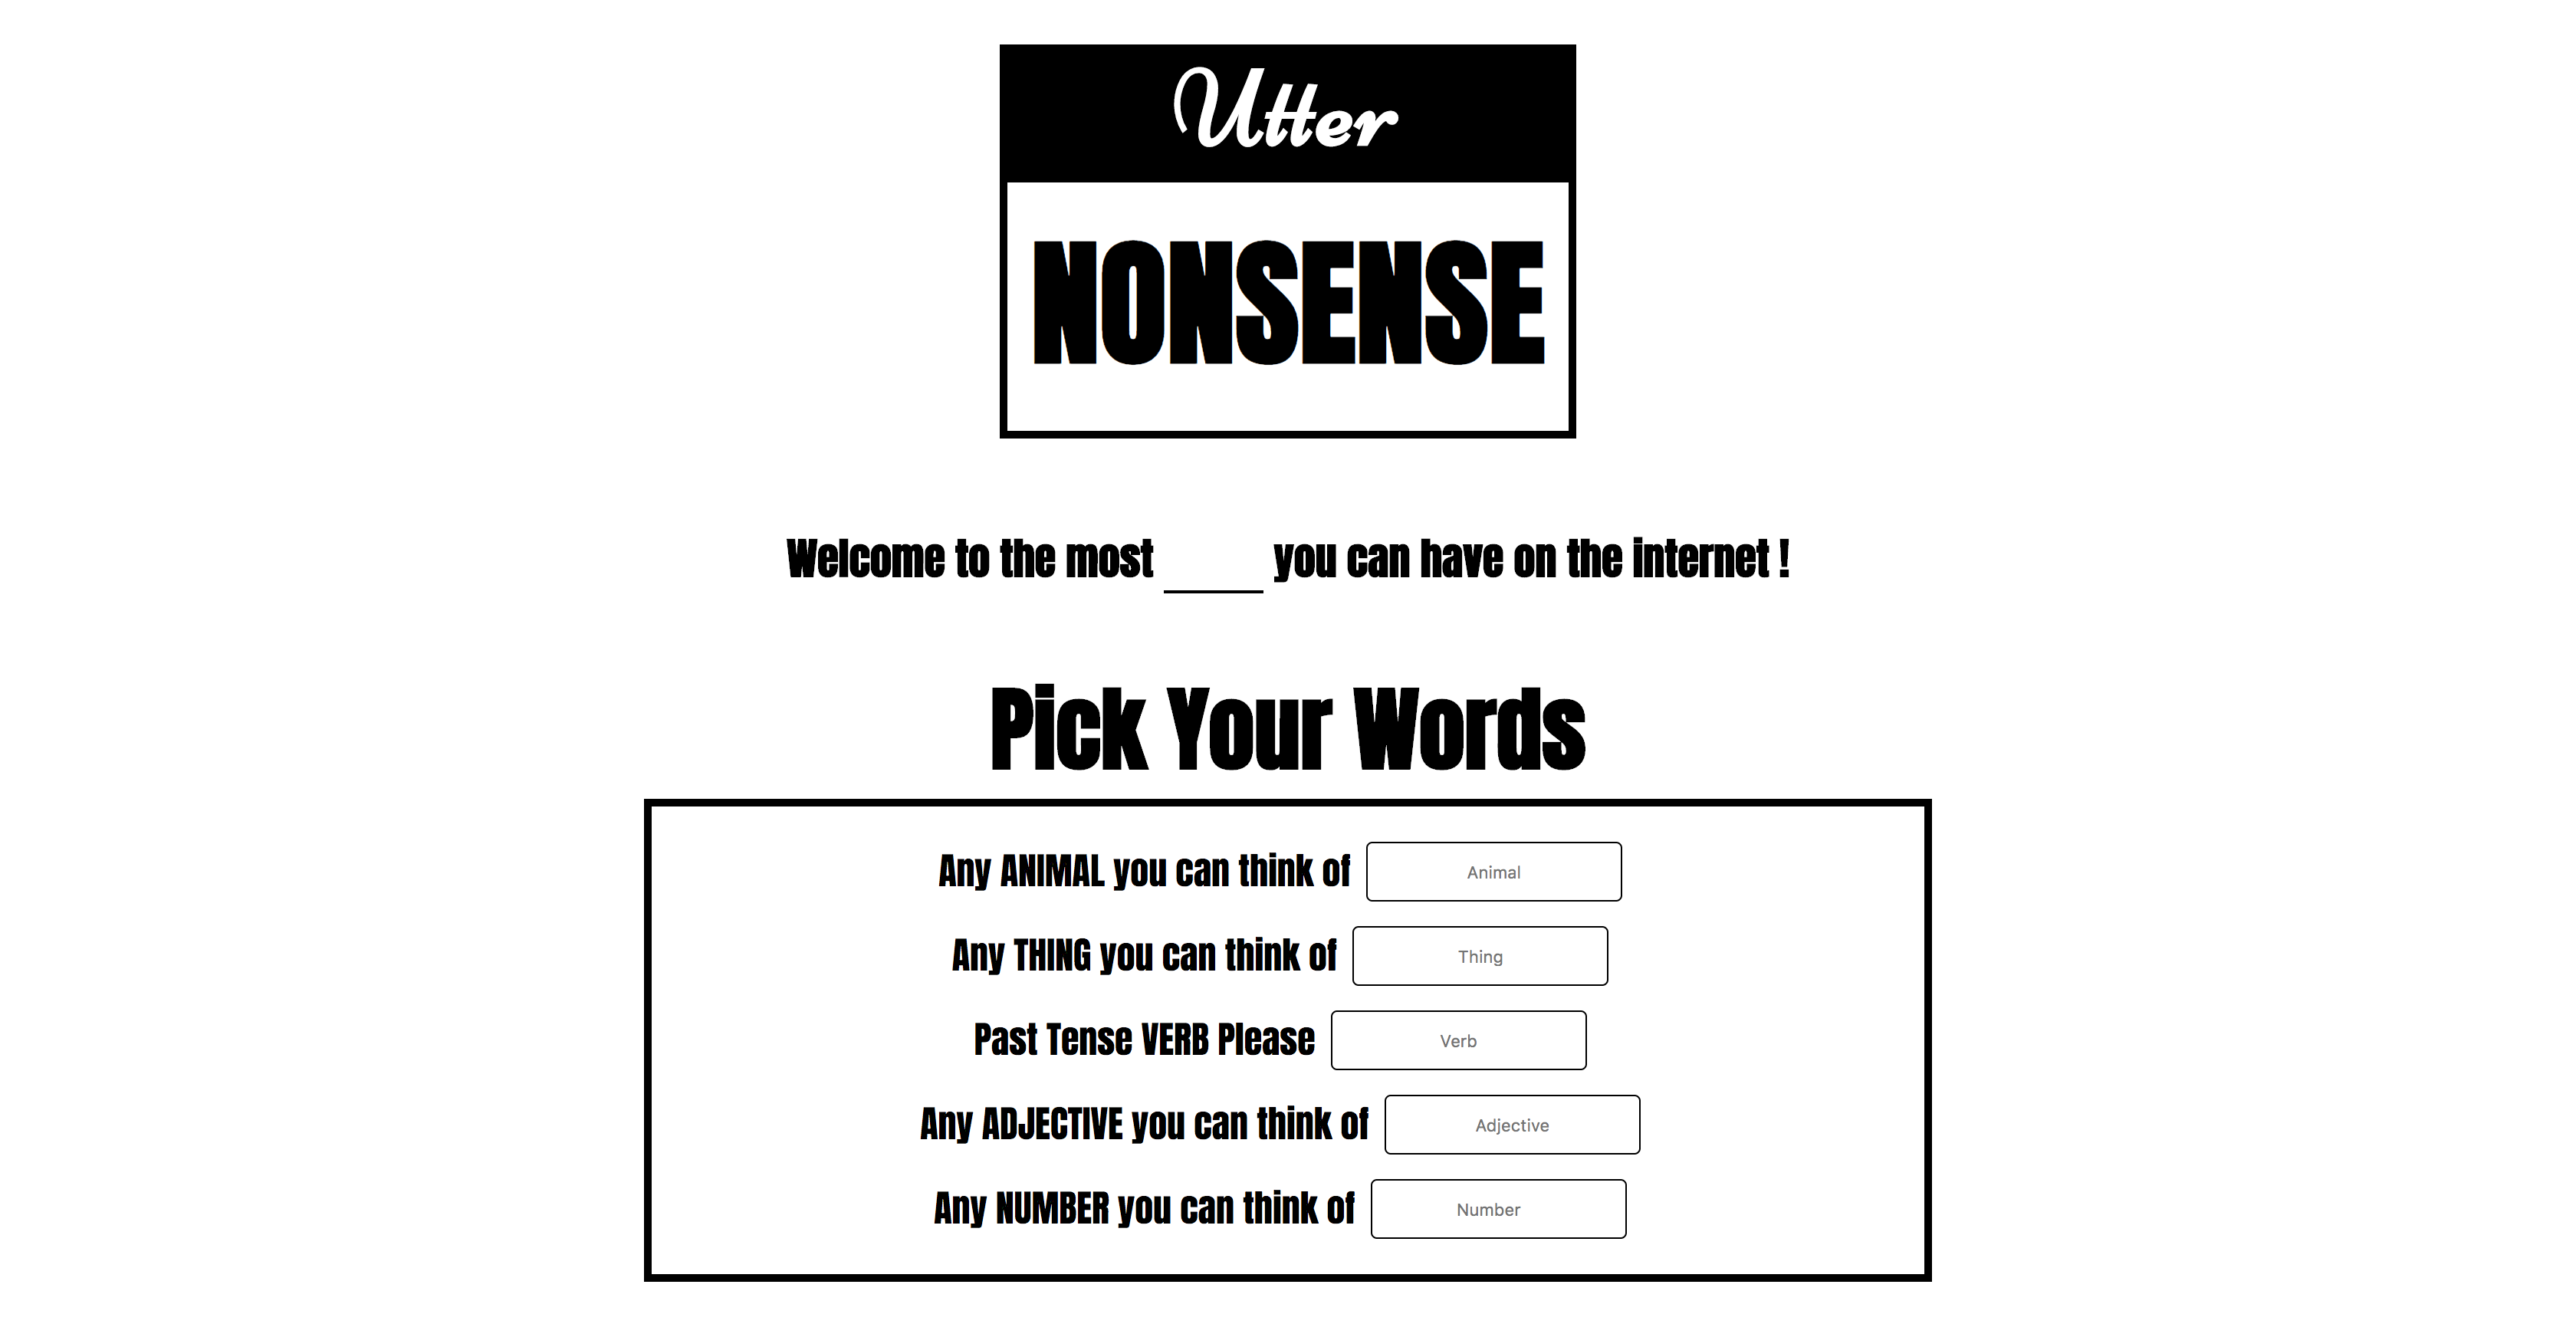 Utter
NONSENSE
Welcome to the most _____ you can have on the internet !
Pick Your Words
Any ANIMAL you can think of Animal
Any THING you can think of Thing
Past Tense VERB Please Verb
Any ADJECTIVE you can think of Adjective
Any NUMBER you can think of Number